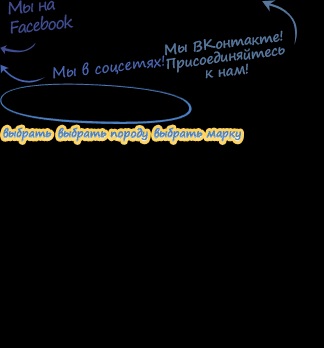 Мы на
Facebook
Мы ВКонтакте!
Присоединяйтесь
к нам!
Мы в соцсетях!
выбрать выбрать породу выбрать марку